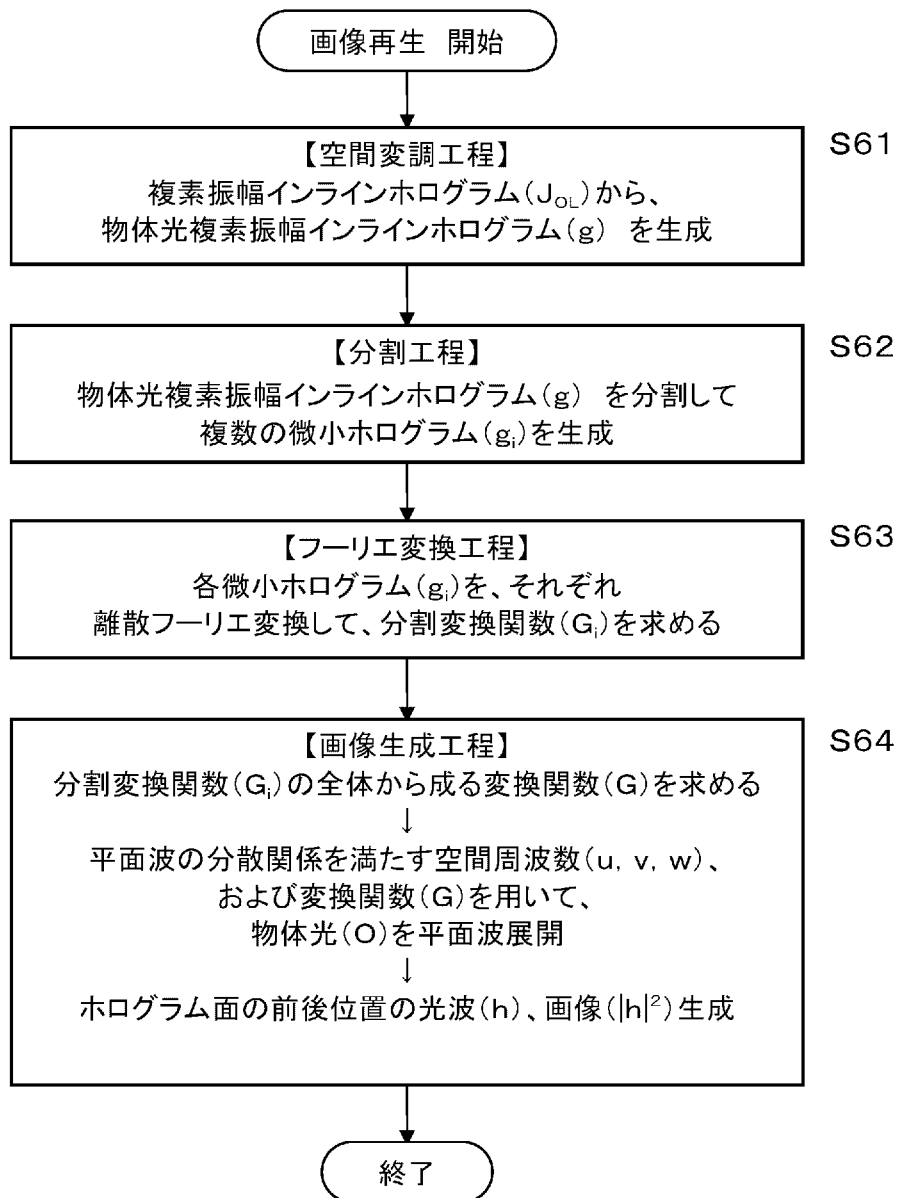 画像再生 開始
S61
【空間変調工程】
複素振幅インラインホログラム(J_OL)から、
物体光複素振幅インラインホログラム(g) を生成
S62
【分割工程】
物体光複素振幅インラインホログラム(g) を分割して
複数の微小ホログラム(g_i)を生成
S63
【フーリエ変換工程】
各微小ホログラム(g_i)を、それぞれ
離散フーリエ変換して、分割変換関数(G_i)を求める
S64
【画像生成工程】
分割変換関数(G_i)の全体から成る変換関数(G)を求める
↓
平面波の分散関係を満たす空間周波数(u, v, w)、
および変換関数(G)を用いて、
物体光(O)を平面波展開
↓
ホログラム面の前後位置の光波(h)、画像(|h|²)生成
終了